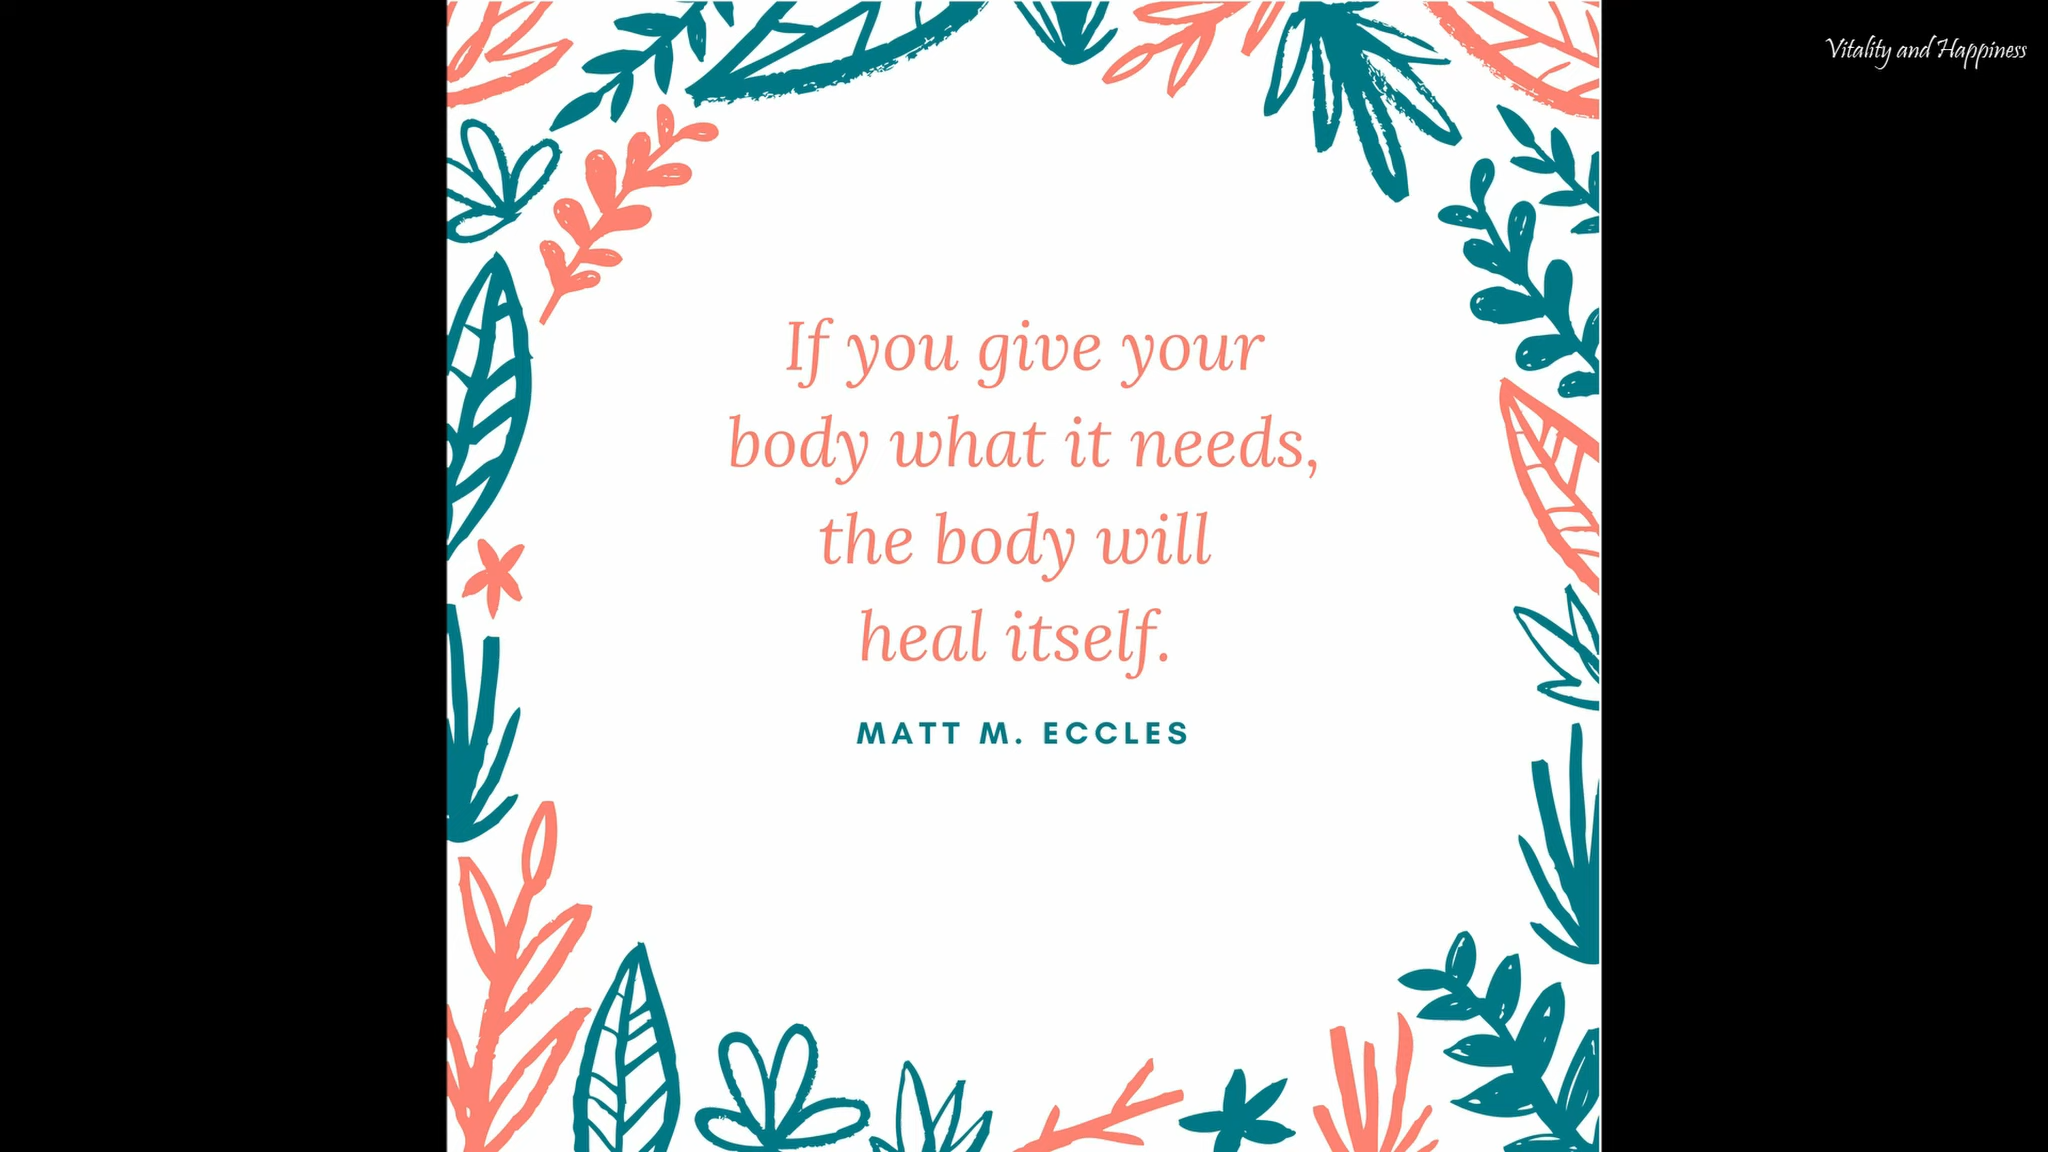 Vitality and Happiness
If you give your
body what it needs,
the body will
heal itself.
MATT M. ECCLES